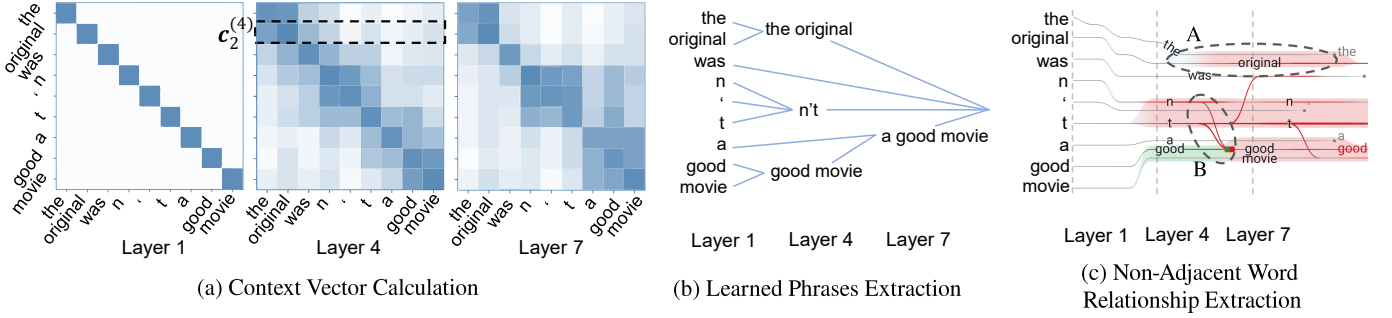 the
original
was
n
‘
t
a
good
movie
c₂⁽⁴⁾
the
original
was
n
‘
t
a
good
movie
the
original
was
n
‘
t
a
good
movie
the
original
was
n
‘
t
a
good
movie
Layer 1
Layer 4
Layer 7
(a) Context Vector Calculation
the
original
was
n
‘
t
a
good
movie
the original
n’t
a good movie
good movie
Layer 1
Layer 4
Layer 7
(b) Learned Phrases Extraction
the
original
was
n
‘
t
a
good
movie
A
the
original
the
was
n
n
t
t
a
a
good
good
good
movie
B
Layer 1
Layer 4
Layer 7
(c) Non-Adjacent Word
Relationship Extraction